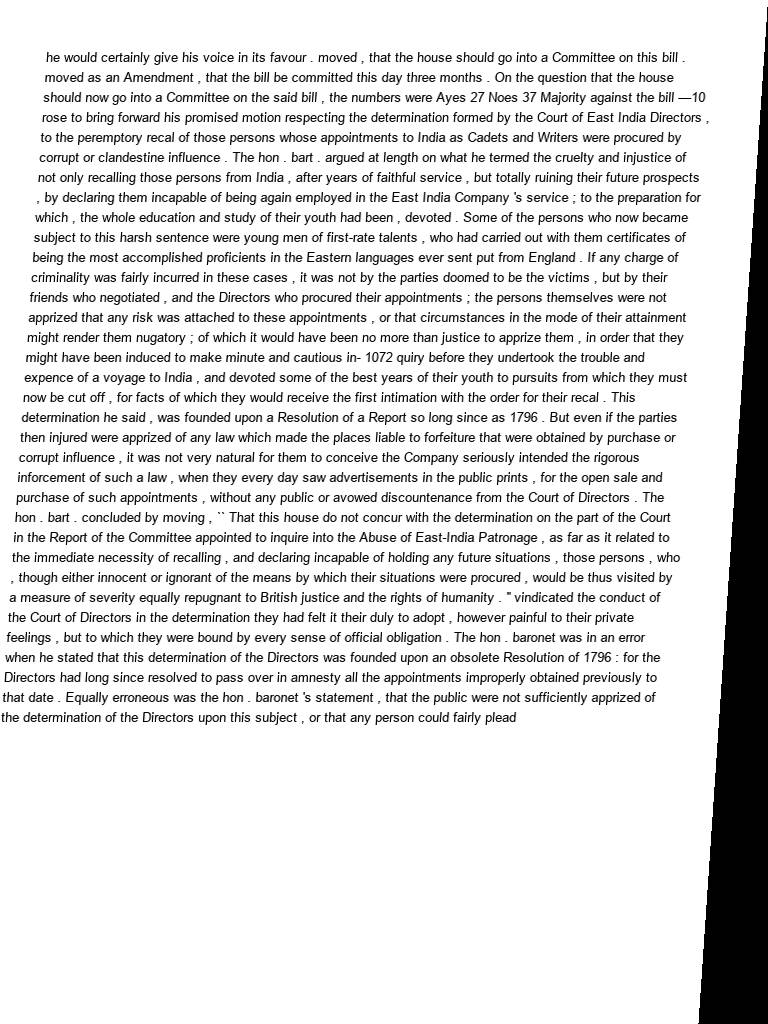 he would certainly give his voice in its favour . moved , that the house should go into a Committee on this bill .
moved as an Amendment , that the bill be committed this day three months . On the question that the house
should now go into a Committee on the said bill , the numbers were Ayes 27 Noes 37 Majority against the bill —10
rose to bring forward his promised motion respecting the determination formed by the Court of East India Directors ,
to the peremptory recal of those persons whose appointments to India as Cadets and Writers were procured by
corrupt or clandestine influence . The hon . bart . argued at length on what he termed the cruelty and injustice of
not only recalling those persons from India , after years of faithful service , but totally ruining their future prospects
, by declaring them incapable of being again employed in the East India Company 's service ; to the preparation for
which , the whole education and study of their youth had been , devoted . Some of the persons who now became
subject to this harsh sentence were young men of first-rate talents , who had carried out with them certificates of
being the most accomplished proficients in the Eastern languages ever sent put from England . If any charge of
criminality was fairly incurred in these cases , it was not by the parties doomed to be the victims , but by their
friends who negotiated , and the Directors who procured their appointments ; the persons themselves were not
apprized that any risk was attached to these appointments , or that circumstances in the mode of their attainment
might render them nugatory ; of which it would have been no more than justice to apprize them , in order that they
might have been induced to make minute and cautious in- 1072 quiry before they undertook the trouble and
expence of a voyage to India , and devoted some of the best years of their youth to pursuits from which they must
now be cut off , for facts of which they would receive the first intimation with the order for their recal . This
determination he said , was founded upon a Resolution of a Report so long since as 1796 . But even if the parties
then injured were apprized of any law which made the places liable to forfeiture that were obtained by purchase or
corrupt influence , it was not very natural for them to conceive the Company seriously intended the rigorous
inforcement of such a law , when they every day saw advertisements in the public prints , for the open sale and
purchase of such appointments , without any public or avowed discountenance from the Court of Directors . The
hon . bart . concluded by moving , `` That this house do not concur with the determination on the part of the Court
in the Report of the Committee appointed to inquire into the Abuse of East-India Patronage , as far as it related to
the immediate necessity of recalling , and declaring incapable of holding any future situations , those persons , who
, though either innocent or ignorant of the means by which their situations were procured , would be thus visited by
a measure of severity equally repugnant to British justice and the rights of humanity . " vindicated the conduct of
the Court of Directors in the determination they had felt it their duly to adopt , however painful to their private
feelings , but to which they were bound by every sense of official obligation . The hon . baronet was in an error
when he stated that this determination of the Directors was founded upon an obsolete Resolution of 1796 : for the
Directors had long since resolved to pass over in amnesty all the appointments improperly obtained previously to
that date . Equally erroneous was the hon . baronet 's statement , that the public were not sufficiently apprized of
the determination of the Directors upon this subject , or that any person could fairly plead